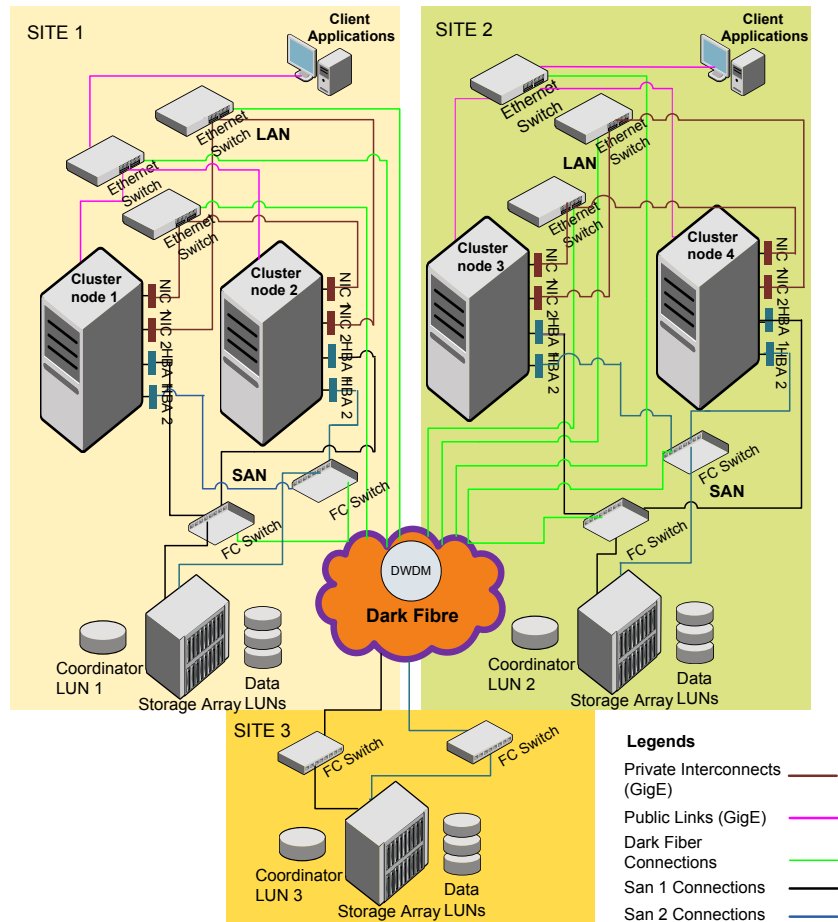 SITE 1
Client
Applications
Ethernet
Switch
LAN
Ethernet
Switch
Ethernet
Switch
Cluster
node 1
NIC 1
NIC 2
HBA 1
HBA 2
Cluster
node 2
NIC 1
NIC 2
HBA 1
HBA 2
SAN
FC Switch
FC Switch
Coordinator
LUN 1
Storage Array
Data
LUNs
SITE 2
Client
Applications
Ethernet
Switch
Ethernet
Switch
LAN
Ethernet
Switch
Cluster
node 3
NIC 1
NIC 2
HBA 1
HBA 2
Cluster
node 4
NIC 1
NIC 2
HBA 1
HBA 2
FC Switch
SAN
FC Switch
Coordinator
LUN 2
Storage Array
Data
LUNs
DWDM
Dark Fibre
SITE 3
FC Switch
FC Switch
Coordinator
LUN 3
Storage Array
Data
LUNs
Legends
Private Interconnects
(GigE)
Public Links (GigE)
Dark Fiber
Connections
San 1 Connections
San 2 Connections